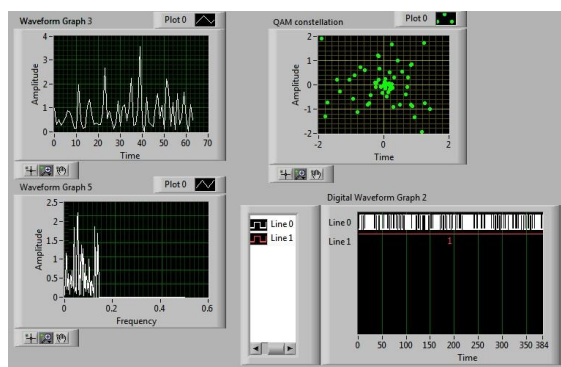 Waveform Graph 3
Plot 0
Amplitude
4-
3-
2-
1-
0-
0 10 20 30 40 50 60 70
Time
QAM constellation
Plot 0
Amplitude
2-
1-
0-
-1-
-2-
-2 0 2
Time
Waveform Graph 5
Plot 0
Amplitude
2.5-
2-
1.5-
1-
0.5-
0-
0 0.2 0.4 0.6
Frequency
Line 0
Line 1
Digital Waveform Graph 2
Line 0
Line 1
1
0 50 100 150 200 250 300 350 384
Time